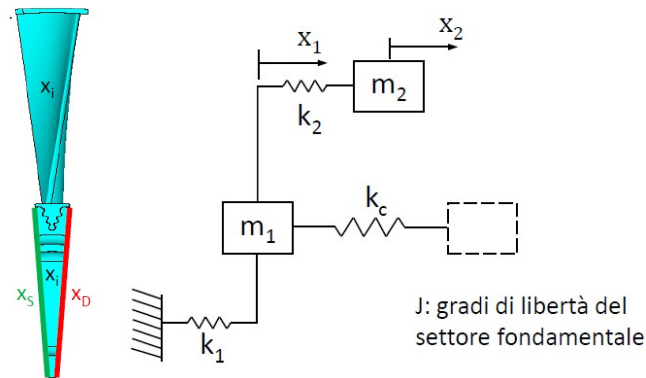 xi
xi
xS
xD
x1
x2
m2
k2
m1
kc
k1
J: gradi di libertà del
settore fondamentale